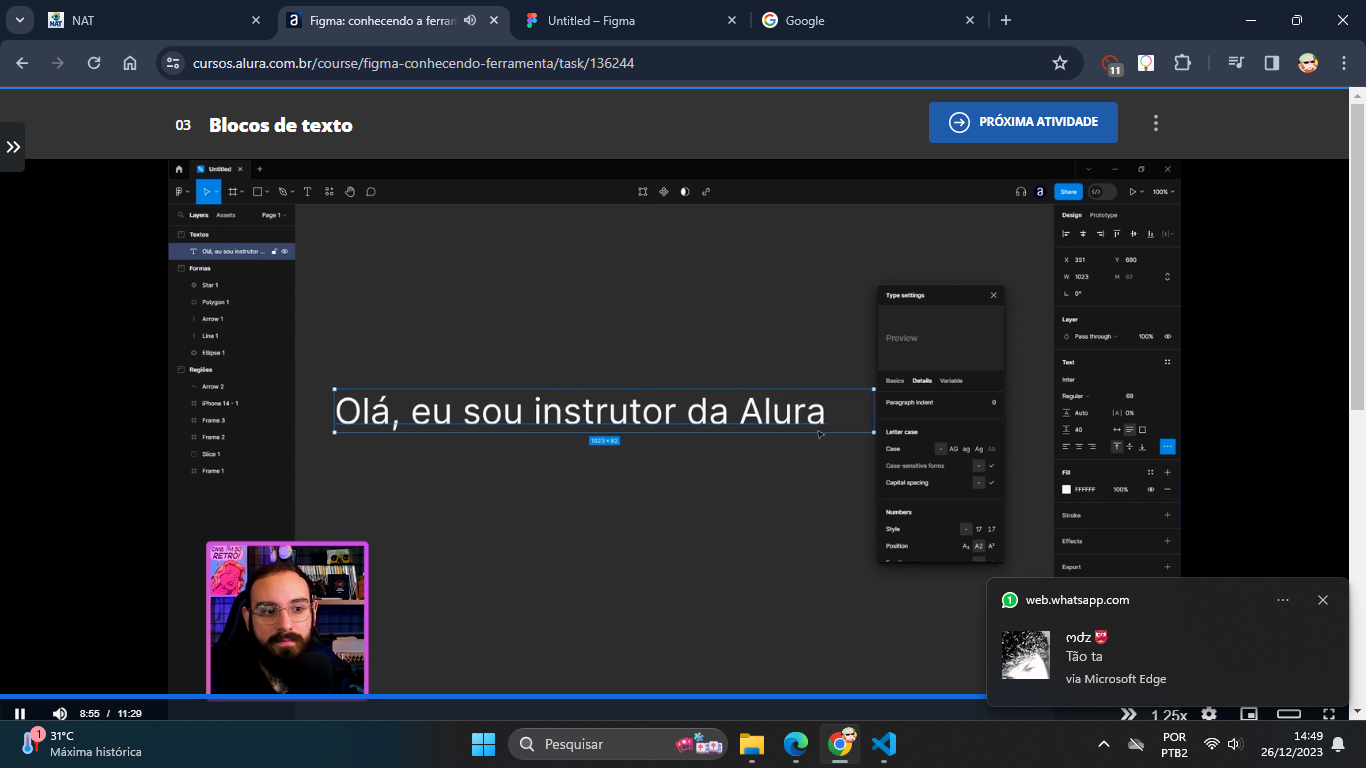 NAT
Figma: conhecendo a ferram
Untitled – Figma
Google
cursos.alura.com.br/course/figma-conhecendo-ferramenta/task/136244
11
03 Blocos de texto
PRÓXIMA ATIVIDADE
Untitled
Share
100%
Layers Assets Page 1
Textos
Olá, eu sou instrutor ...
Formas
Star 1
Polygon 1
Arrow 1
Line 1
Ellipse 1
Regiões
Arrow 2
iPhone 14 - 1
Frame 3
Frame 2
Slice 1
Frame 1
Olá, eu sou instrutor da Alura
1023 × 82
Type settings
Preview
Basics Details Variable
Paragraph indent 0
Letter case
Case - AG ag Ag AG
Case-sensitive forms -
Capital spacing -
Numbers
Style - 17 17
Position A₂ A2 A²
Design Prototype
X 351 Y 690
W 1023 H 82
0°
Layer
Pass through 100%
Text
Inter
Regular 68
Auto 0%
40
Fill
FFFFFF 100%
Stroke
Effects
Export
OMG, I'M SO
RETRO!
1 web.whatsapp.com
Tão ta
via Microsoft Edge
8:55 / 11:29
1.25x
1
31°C
Máxima histórica
Pesquisar
POR
PTB2
14:49
26/12/2023